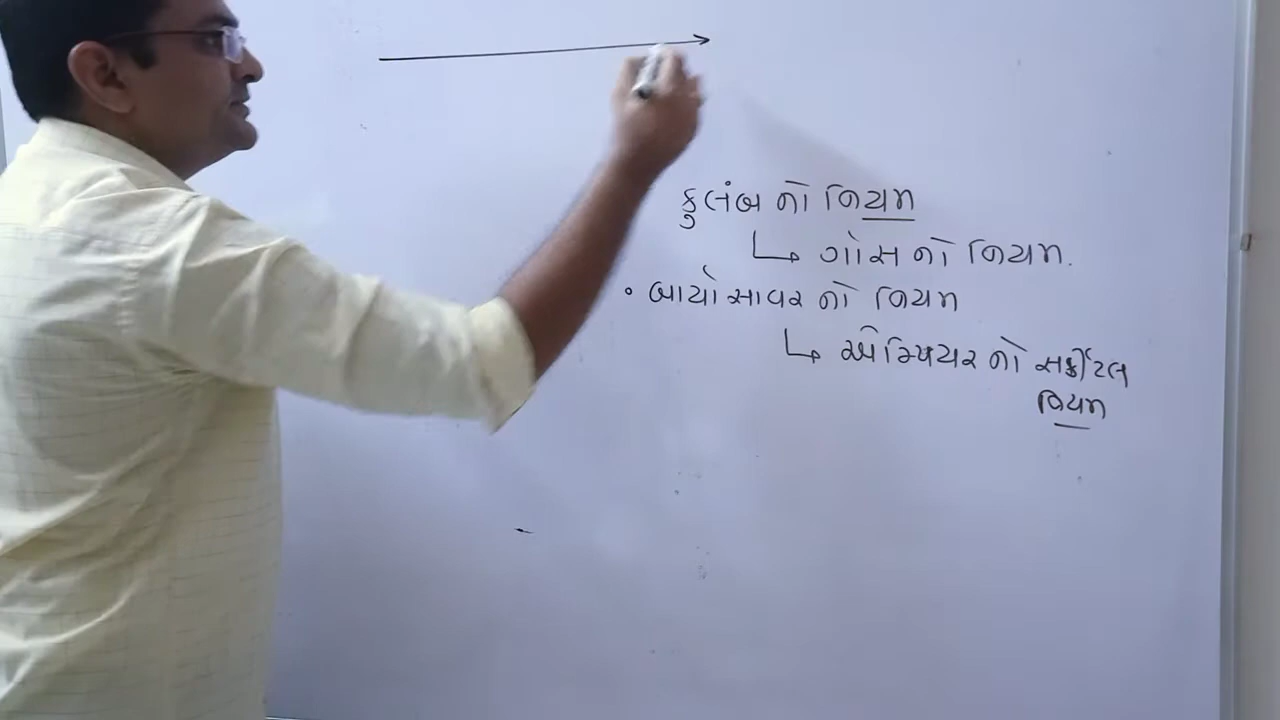 કુલંબ નો નિયમ
ગૉસ નો નિયમ.
• બાયો સાવર નો નિયમ
એમ્પિયર નો સર્કીટલ
નિયમ